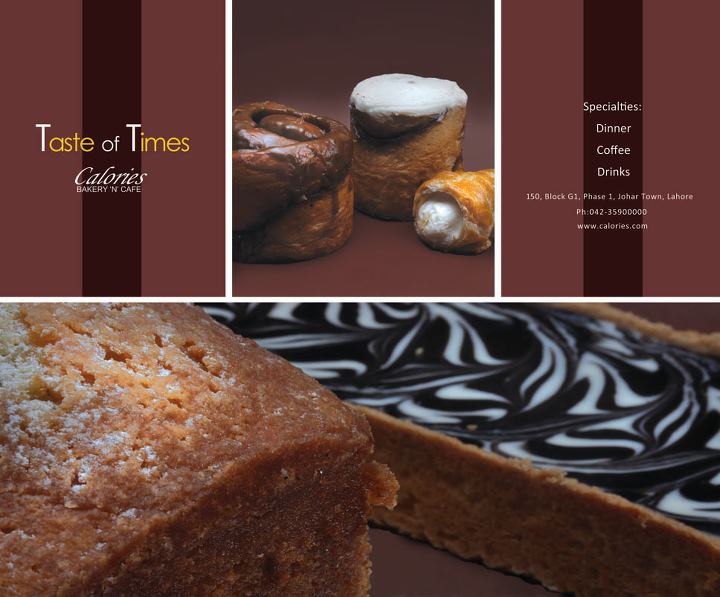 Taste of Times
Calories
BAKERY 'N' CAFE
Specialties:
Dinner
Coffee
Drinks
150, Block G1, Phase 1, Johar Town, Lahore
Ph:042-35900000
www.calories.com